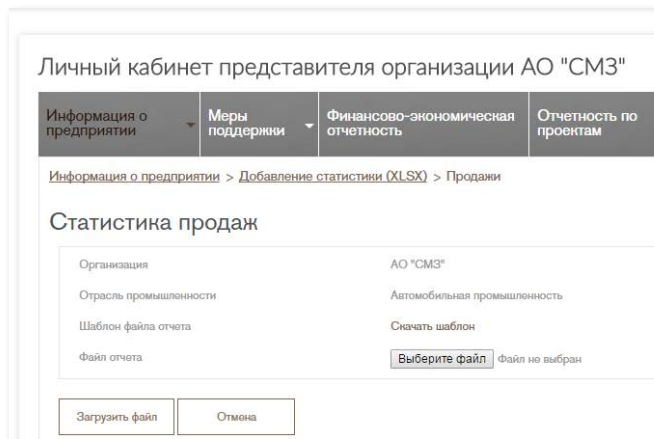 Личный кабинет представителя организации АО "СМЗ"
Информация о предприятии
Меры поддержки
Финансово-экономическая отчетность
Отчетность по проектам
Информация о предприятии > Добавление статистики (XLSX) > Продажи
Статистика продаж
Организация АО "СМЗ"
Отрасль промышленности Автомобильная промышленность
Шаблон файла отчета Скачать шаблон
Файл отчета Выберите файл Файл не выбран
Загрузить файл Отмена